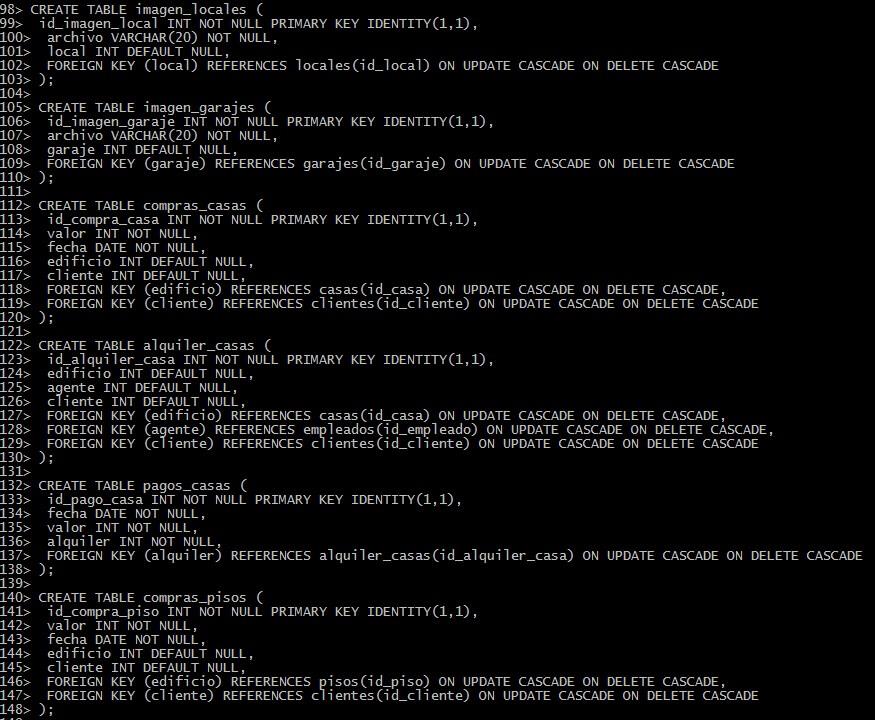 98> CREATE TABLE imagen_locales (
99>  id_imagen_local INT NOT NULL PRIMARY KEY IDENTITY(1,1),
100>  archivo VARCHAR(20) NOT NULL,
101>  local INT DEFAULT NULL,
102>  FOREIGN KEY (local) REFERENCES locales(id_local) ON UPDATE CASCADE ON DELETE CASCADE
103> );
104>
105> CREATE TABLE imagen_garajes (
106>  id_imagen_garaje INT NOT NULL PRIMARY KEY IDENTITY(1,1),
107>  archivo VARCHAR(20) NOT NULL,
108>  garaje INT DEFAULT NULL,
109>  FOREIGN KEY (garaje) REFERENCES garajes(id_garaje) ON UPDATE CASCADE ON DELETE CASCADE
110> );
111>
112> CREATE TABLE compras_casas (
113>  id_compra_casa INT NOT NULL PRIMARY KEY IDENTITY(1,1),
114>  valor INT NOT NULL,
115>  fecha DATE NOT NULL,
116>  edificio INT DEFAULT NULL,
117>  cliente INT DEFAULT NULL,
118>  FOREIGN KEY (edificio) REFERENCES casas(id_casa) ON UPDATE CASCADE ON DELETE CASCADE,
119>  FOREIGN KEY (cliente) REFERENCES clientes(id_cliente) ON UPDATE CASCADE ON DELETE CASCADE
120> );
121>
122> CREATE TABLE alquiler_casas (
123>  id_alquiler_casa INT NOT NULL PRIMARY KEY IDENTITY(1,1),
124>  edificio INT DEFAULT NULL,
125>  agente INT DEFAULT NULL,
126>  cliente INT DEFAULT NULL,
127>  FOREIGN KEY (edificio) REFERENCES casas(id_casa) ON UPDATE CASCADE ON DELETE CASCADE,
128>  FOREIGN KEY (agente) REFERENCES empleados(id_empleado) ON UPDATE CASCADE ON DELETE CASCADE,
129>  FOREIGN KEY (cliente) REFERENCES clientes(id_cliente) ON UPDATE CASCADE ON DELETE CASCADE
130> );
131>
132> CREATE TABLE pagos_casas (
133>  id_pago_casa INT NOT NULL PRIMARY KEY IDENTITY(1,1),
134>  fecha DATE NOT NULL,
135>  valor INT NOT NULL,
136>  alquiler INT NOT NULL,
137>  FOREIGN KEY (alquiler) REFERENCES alquiler_casas(id_alquiler_casa) ON UPDATE CASCADE ON DELETE CASCADE
138> );
139>
140> CREATE TABLE compras_pisos (
141>  id_compra_piso INT NOT NULL PRIMARY KEY IDENTITY(1,1),
142>  valor INT NOT NULL,
143>  fecha DATE NOT NULL,
144>  edificio INT DEFAULT NULL,
145>  cliente INT DEFAULT NULL,
146>  FOREIGN KEY (edificio) REFERENCES pisos(id_piso) ON UPDATE CASCADE ON DELETE CASCADE,
147>  FOREIGN KEY (cliente) REFERENCES clientes(id_cliente) ON UPDATE CASCADE ON DELETE CASCADE
148> );